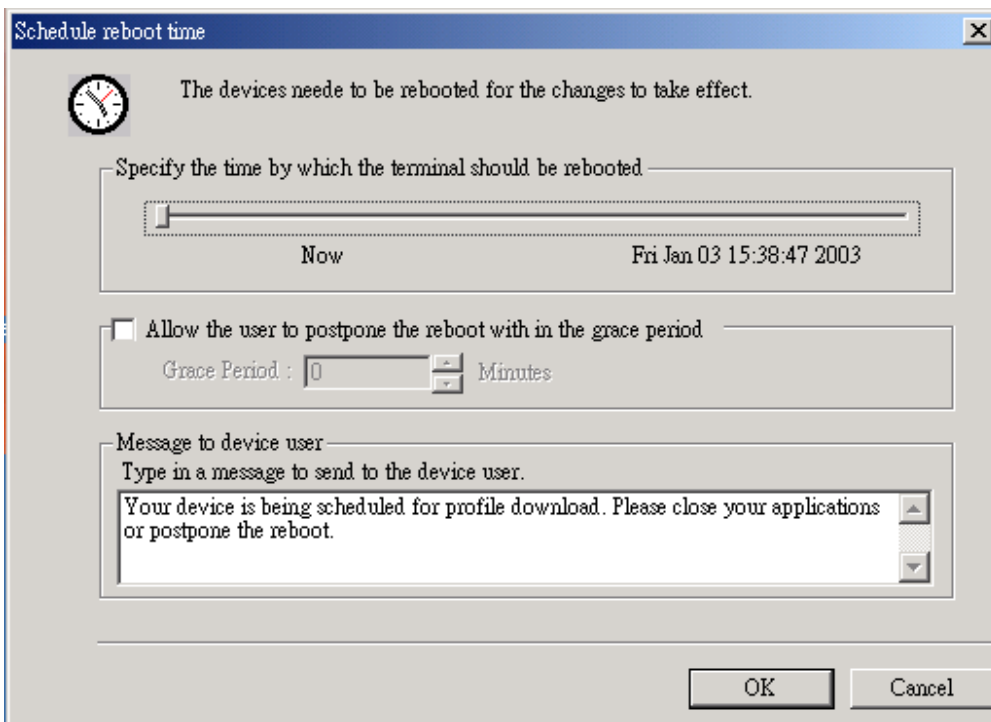 Schedule reboot time
The devices neede to be rebooted for the changes to take effect.
Specify the time by which the terminal should be rebooted
Now Fri Jan 03 15:38:47 2003
Allow the user to postpone the reboot with in the grace period
Grace Period : 0 Minutes
Message to device user
Type in a message to send to the device user.
Your device is being scheduled for profile download. Please close your applications
or postpone the reboot.
OK Cancel